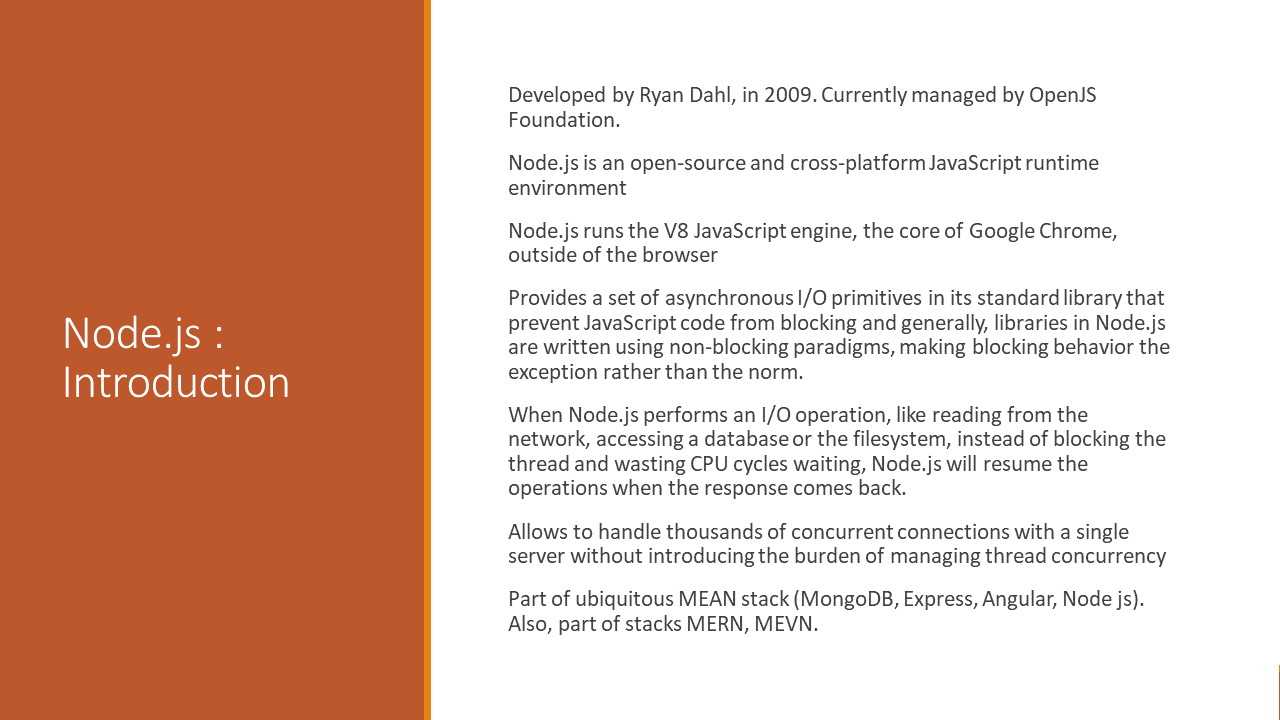 Node.js :
Introduction
Developed by Ryan Dahl, in 2009. Currently managed by OpenJS
Foundation.
Node.js is an open-source and cross-platform JavaScript runtime
environment
Node.js runs the V8 JavaScript engine, the core of Google Chrome,
outside of the browser
Provides a set of asynchronous I/O primitives in its standard library that
prevent JavaScript code from blocking and generally, libraries in Node.js
are written using non-blocking paradigms, making blocking behavior the
exception rather than the norm.
When Node.js performs an I/O operation, like reading from the
network, accessing a database or the filesystem, instead of blocking the
thread and wasting CPU cycles waiting, Node.js will resume the
operations when the response comes back.
Allows to handle thousands of concurrent connections with a single
server without introducing the burden of managing thread concurrency
Part of ubiquitous MEAN stack (MongoDB, Express, Angular, Node js).
Also, part of stacks MERN, MEVN.